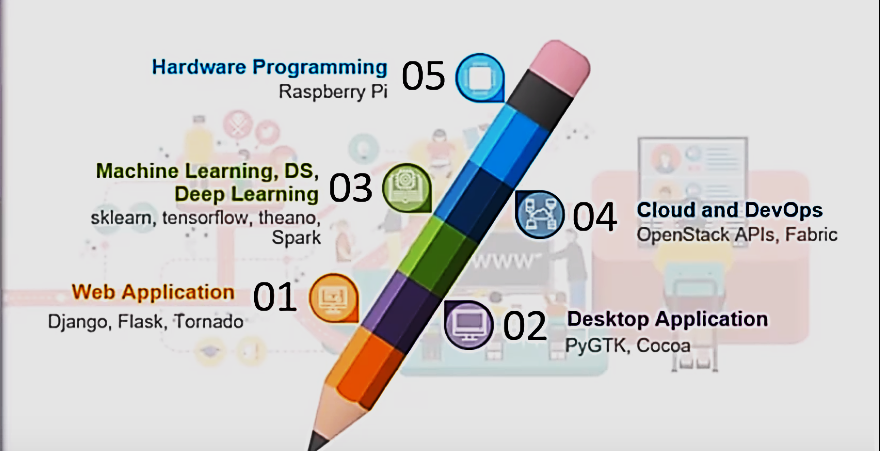 Hardware Programming
Raspberry Pi
05
Machine Learning, DS,
Deep Learning
sklearn, tensorflow, theano,
Spark
03
04
Cloud and DevOps
OpenStack APIs, Fabric
www
Web Application
Django, Flask, Tornado
01
02
Desktop Application
PyGTK, Cocoa